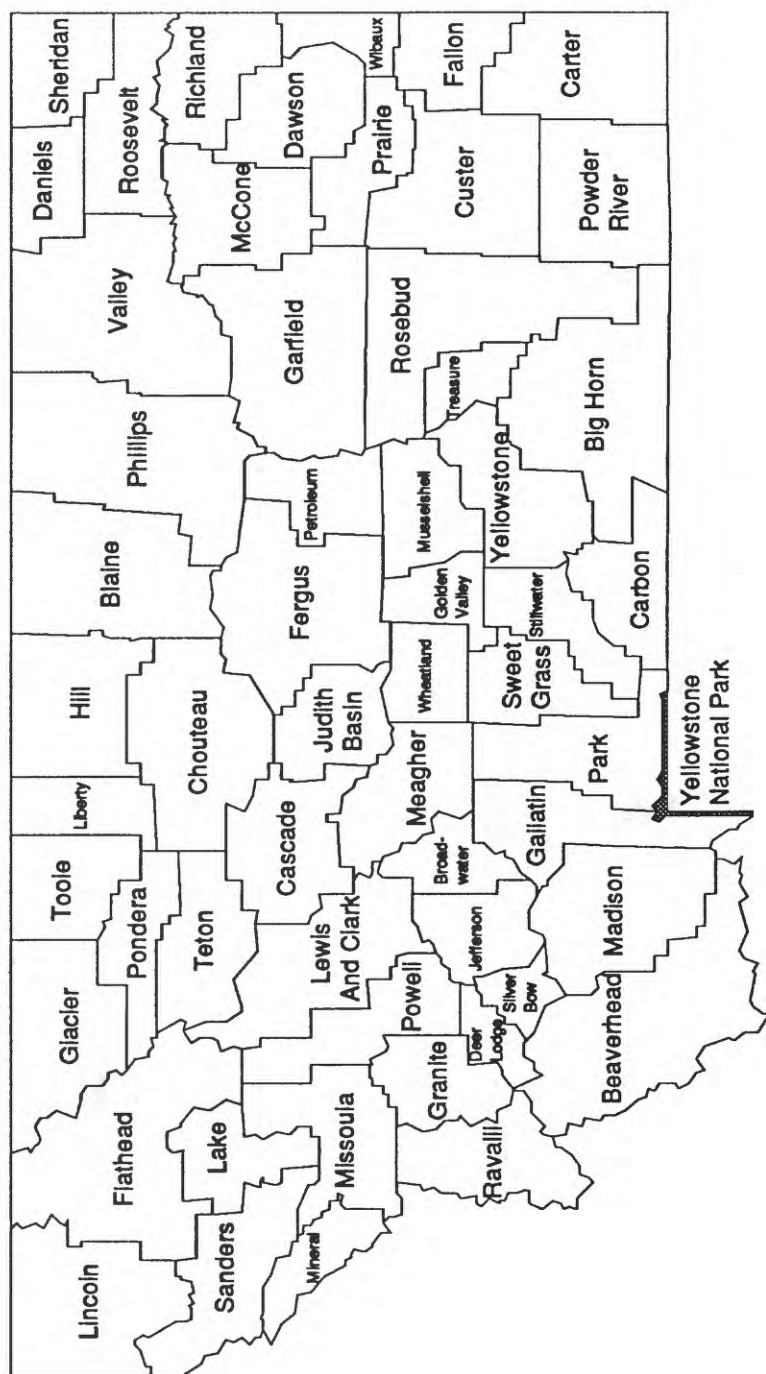 Lincoln
Flathead
Glacier
Toole
Liberty
Hill
Blaine
Phillips
Valley
Daniels
Sheridan
Roosevelt
Sanders
Lake
Pondera
Teton
Chouteau
McCone
Richland
Mineral
Missoula
Lewis
And Clark
Cascade
Judith
Basin
Fergus
Petroleum
Garfield
Dawson
Wibaux
Prairie
Powell
Granite
Ravalli
Deer
Lodge
Silver
Bow
Jefferson
Broad-
water
Meagher
Wheatland
Golden
Valley
Musselshell
Rosebud
Treasure
Custer
Fallon
Beaverhead
Madison
Gallatin
Park
Sweet
Grass
Stillwater
Yellowstone
Carbon
Big Horn
Powder
River
Carter
Yellowstone
National Park